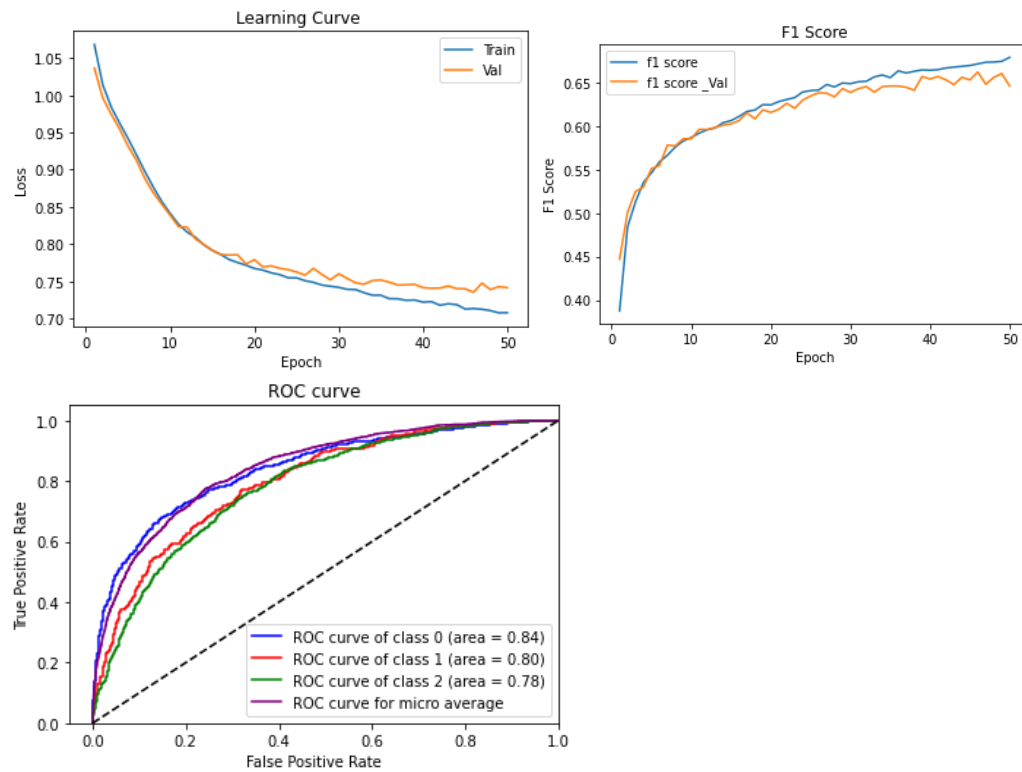 Learning Curve
Train
Val
1.05
1.00
0.95
0.90
0.85
0.80
0.75
0.70
Loss
0 10 20 30 40 50
Epoch
F1 Score
f1 score
f1 score _Val
0.65
0.60
0.55
0.50
0.45
0.40
F1 Score
0 10 20 30 40 50
Epoch
ROC curve
1.0
0.8
0.6
0.4
0.2
0.0
True Positive Rate
ROC curve of class 0 (area = 0.84)
ROC curve of class 1 (area = 0.80)
ROC curve of class 2 (area = 0.78)
ROC curve for micro average
0.0 0.2 0.4 0.6 0.8 1.0
False Positive Rate